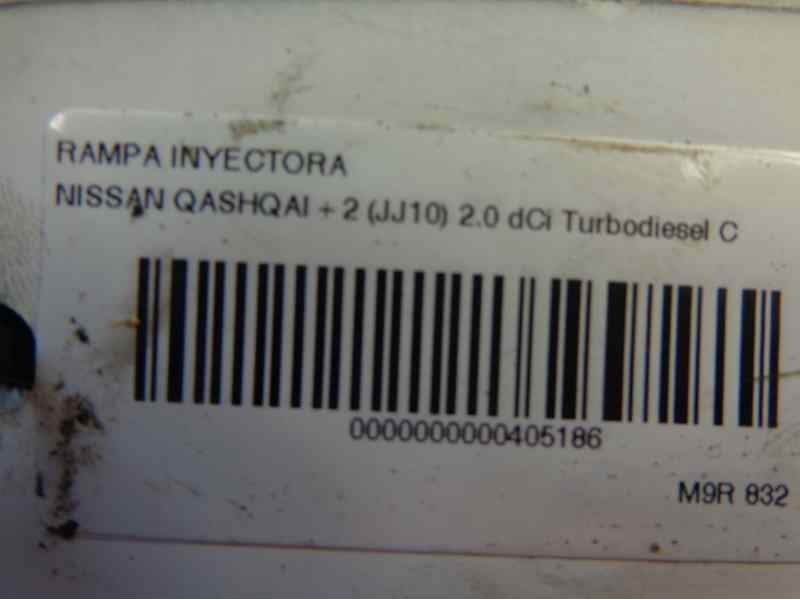 RAMPA INYECTORA
NISSAN QASHQAI + 2 (JJ10) 2.0 dCi Turbodiesel C
0000000000405186
M9R 832